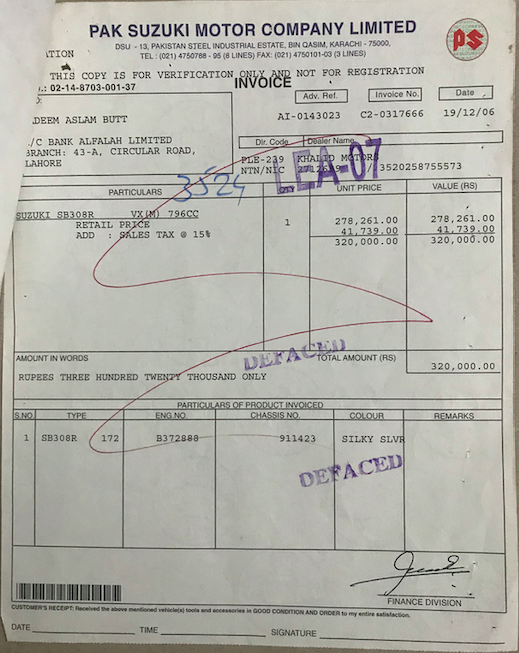 PAK SUZUKI MOTOR COMPANY LIMITED
DSU - 13, PAKISTAN STEEL INDUSTRIAL ESTATE, BIN QASIM, KARACHI - 75000,
TEL : (021) 4750788 - 95 (8 LINES) FAX: (021) 4750101-03 (3 LINES)
PS
ATION
THIS COPY IS FOR VERIFICATION ONLY AND NOT FOR REGISTRATION
INVOICE
.: 02-14-8703-001-37
Adv. Ref. Invoice No. Date
AI-0143023 C2-0317666 19/12/06
ADEEM ASLAM BUTT
/C BANK ALFALAH LIMITED
BRANCH: 43-A, CIRCULAR ROAD,
LAHORE
Dlr. Code Dealer Name
PLE-239 KHALID MOTORS
NTN/NIC / 3520258755573
LEA-07
3524
PARTICULARS QTY UNIT PRICE VALUE (RS)
SUZUKI SB308R VX(M) 796CC 1 278,261.00 278,261.00
RETAIL PRICE 41,739.00 41,739.00
ADD : SALES TAX @ 15% 320,000.00 320,000.00
DEFACED
AMOUNT IN WORDS TOTAL AMOUNT (RS) 320,000.00
RUPEES THREE HUNDRED TWENTY THOUSAND ONLY
PARTICULARS OF PRODUCT INVOICED
S.NO. TYPE ENG.NO. CHASSIS NO. COLOUR REMARKS
1 SB308R 172 B372888 911423 SILKY SLVR
DEFACED
FINANCE DIVISION
CUSTOMER'S RECEIPT: Received the above mentioned vehicle(s) tools and accessories in GOOD CONDITION AND ORDER to my entire satisfaction.
DATE TIME SIGNATURE